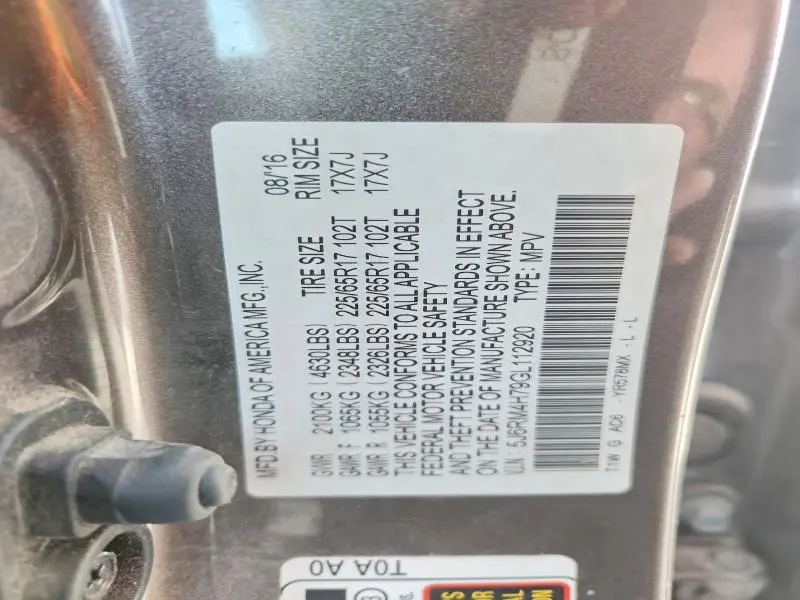 MFD. BY HONDA OF AMERICA MFG., INC. 08/'16
TIRE SIZE RIM SIZE
GVWR 2100KG ( 4630LBS)
GAWR F 1065KG ( 2348LBS) 225/65R17 102T 17X7J
GAWR R 1055KG ( 2326LBS) 225/65R17 102T 17X7J
THIS VEHICLE CONFORMS TO ALL APPLICABLE
FEDERAL MOTOR VEHICLE SAFETY
AND THEFT PREVENTION STANDARDS IN EFFECT
ON THE DATE OF MANUFACTURE SHOWN ABOVE.
V.I.N.: 5J6RM4H79GL112920 TYPE: MPV
T1W G AC6 -YR578MX -L -L
T0A A0